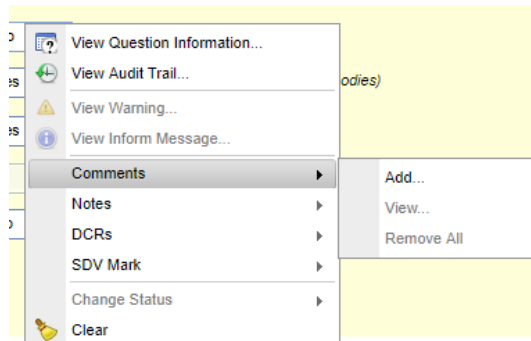 View Question Information...
View Audit Trail...
odies)
View Warning...
View Inform Message...
Comments
Add...
Notes
View...
DCRs
Remove All
SDV Mark
Change Status
Clear